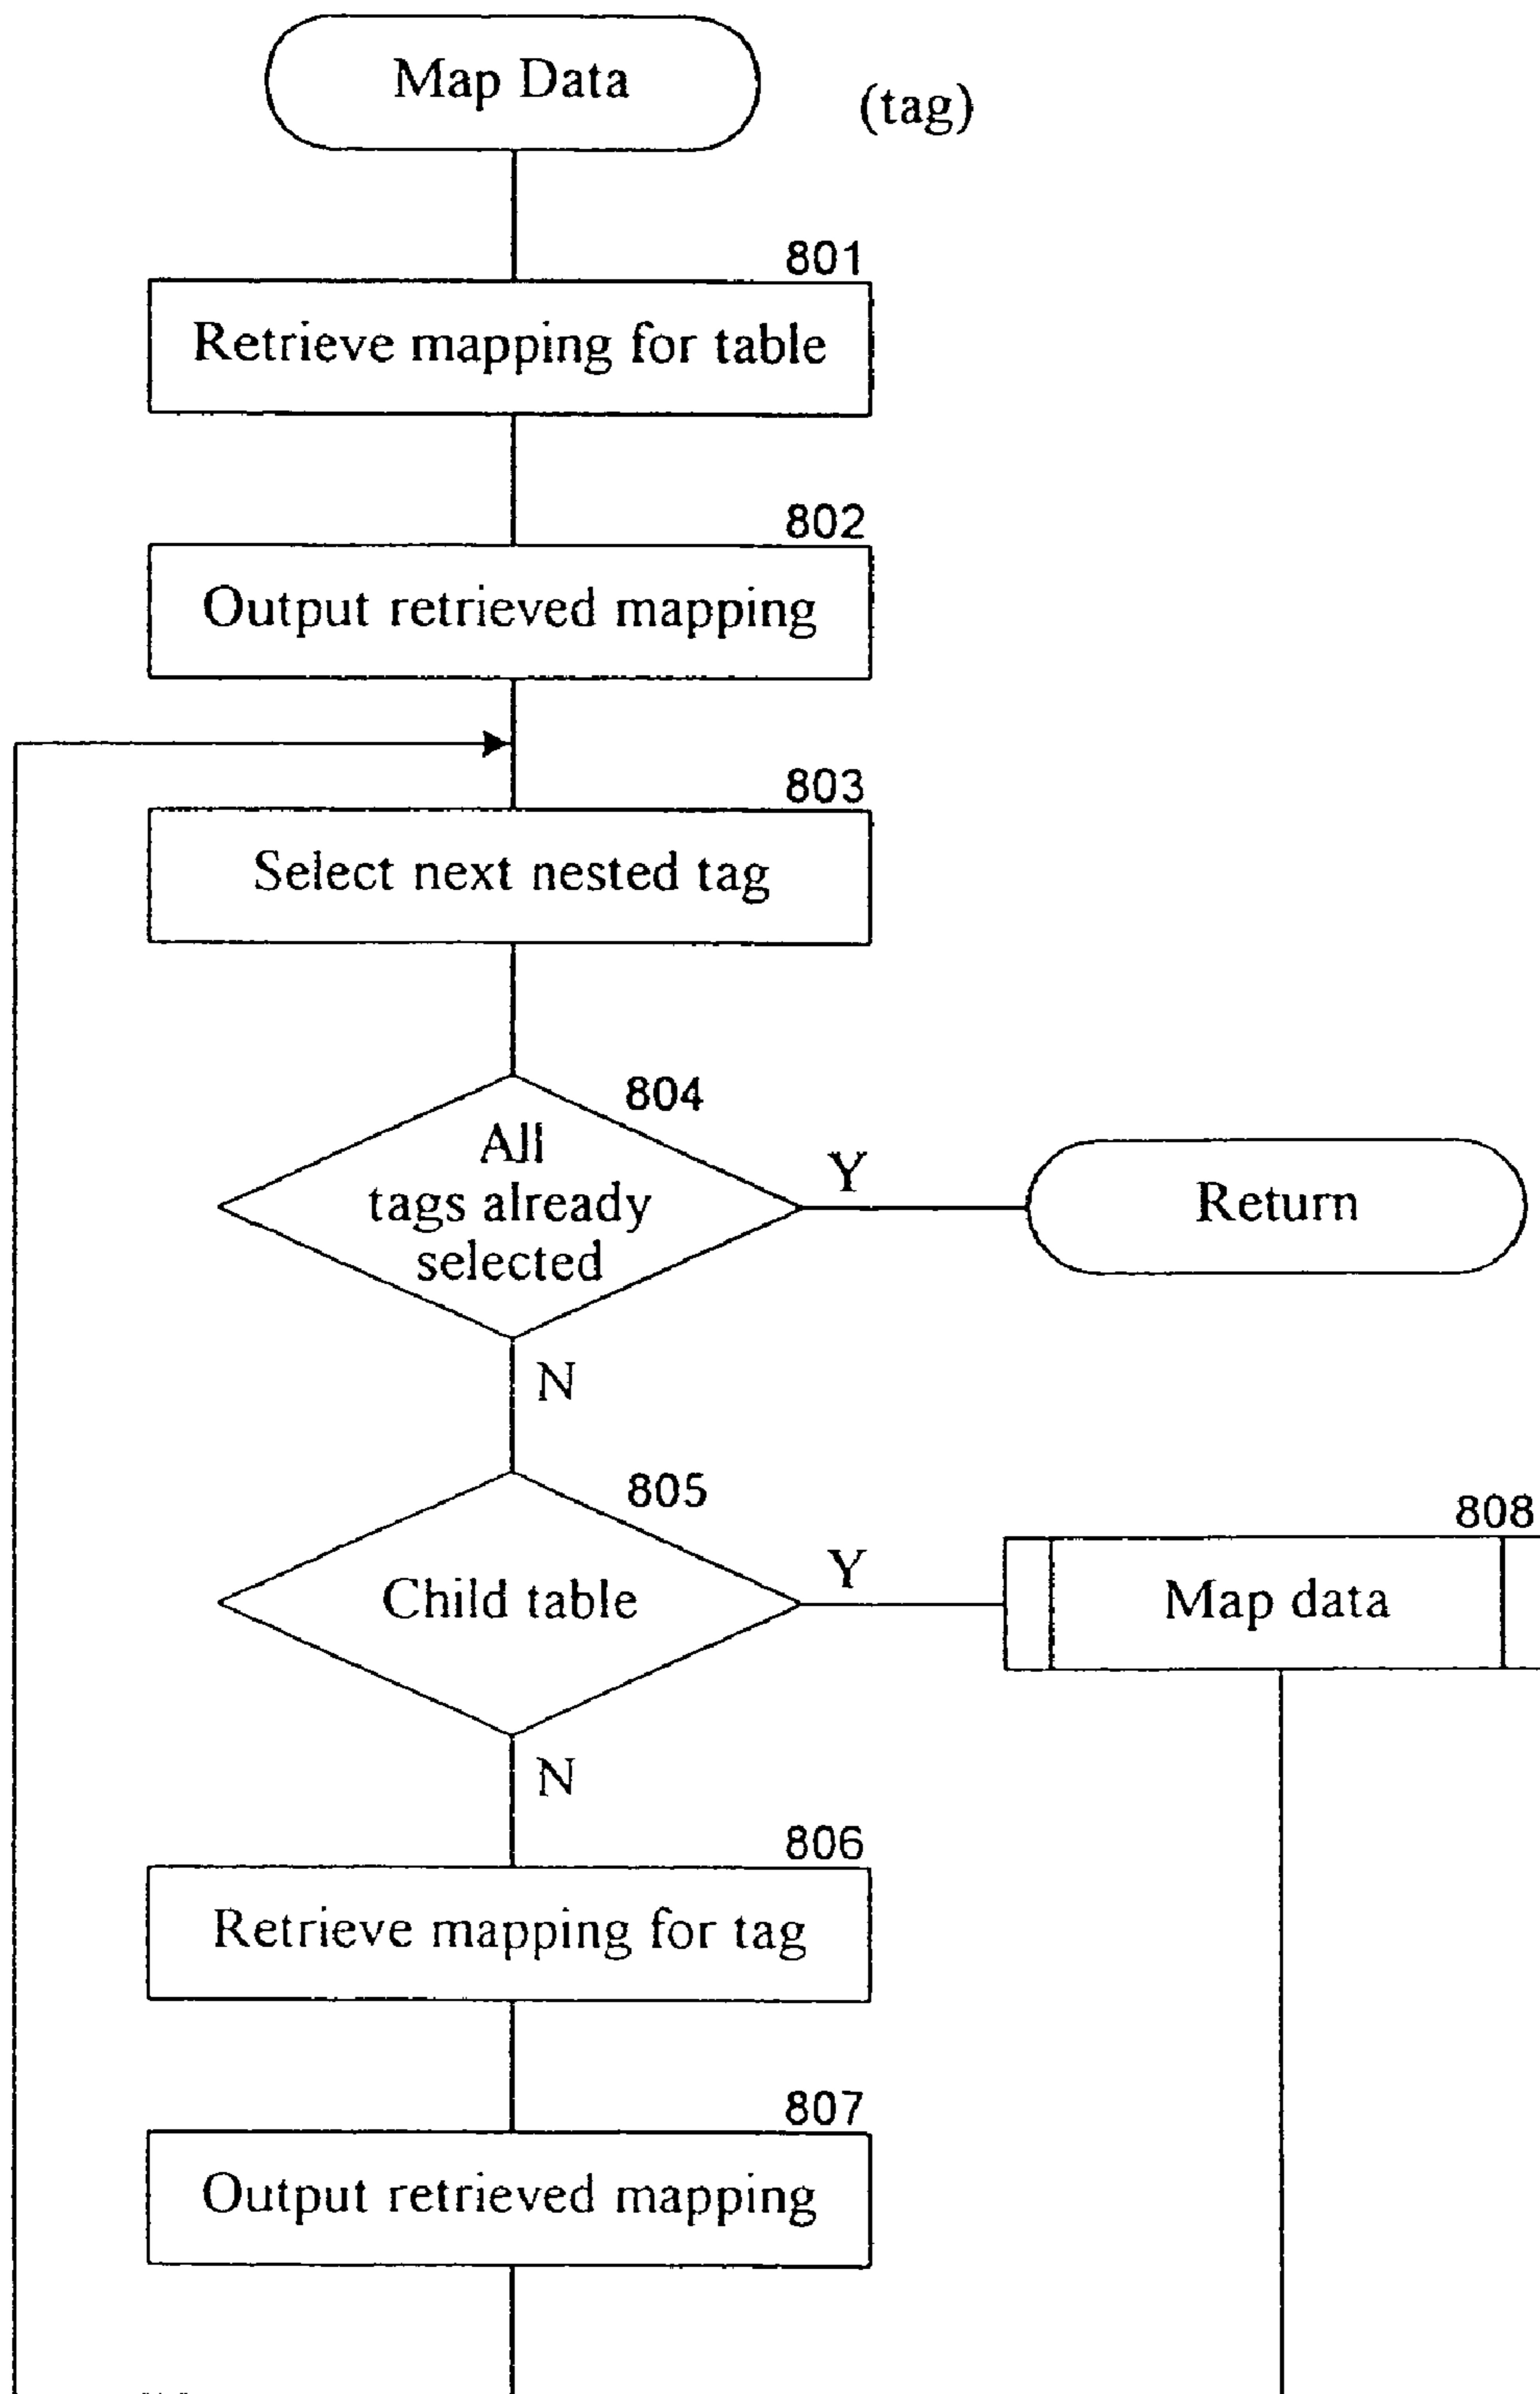 Map Data
(tag)
801
Retrieve mapping for table
802
Output retrieved mapping
803
Select next nested tag
804
All
tags already
selected
Y
Return
N
805
Child table
Y
808
Map data
N
806
Retrieve mapping for tag
807
Output retrieved mapping